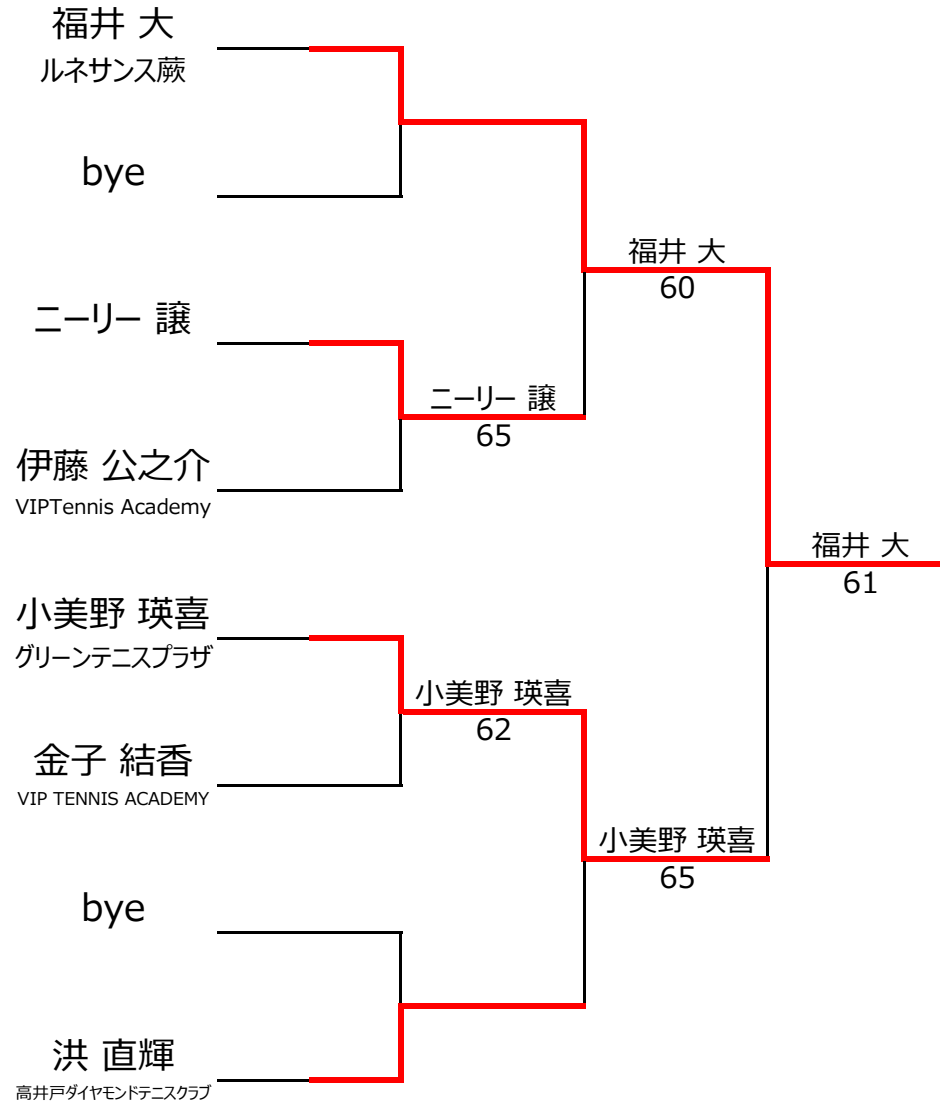 福井 大
ルネサンス蕨
bye
ニーリー 譲
伊藤 公之介
VIPTennis Academy
小美野 瑛喜
グリーンテニスプラザ
金子 結香
VIP TENNIS ACADEMY
bye
洪 直輝
高井戸ダイヤモンドテニスクラブ
ニーリー 譲
65
小美野 瑛喜
62
福井 大
60
小美野 瑛喜
65
福井 大
61